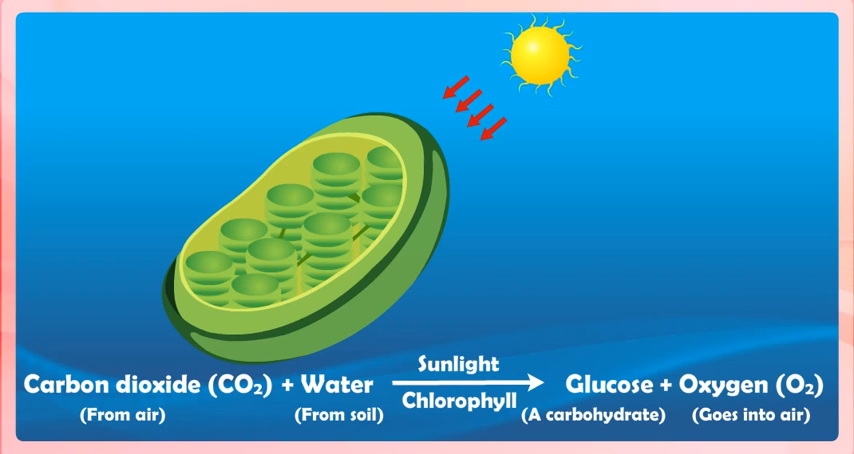 Sunlight
Carbon dioxide (CO₂) + Water Glucose + Oxygen (O₂)
Chlorophyll
(From air) (From soil) (A carbohydrate) (Goes into air)